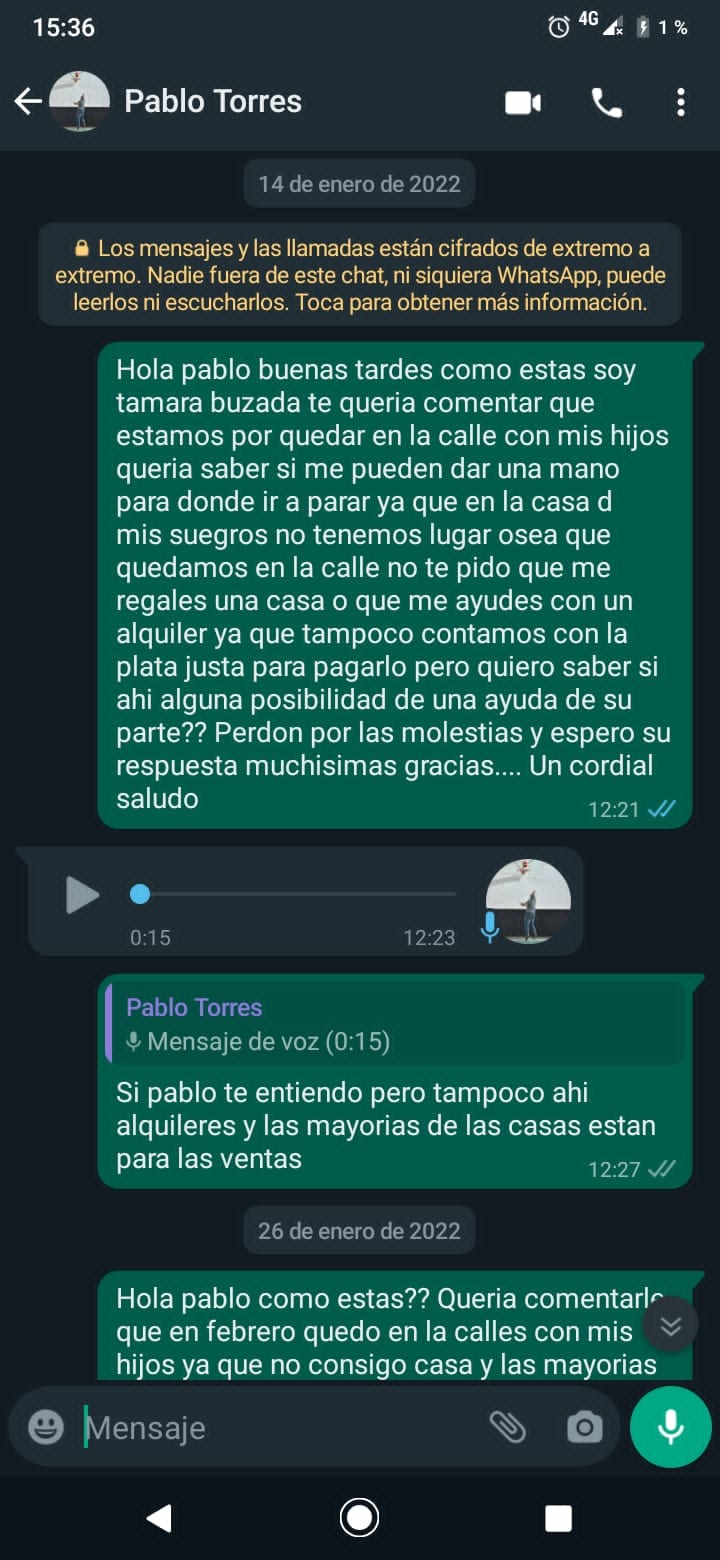 15:36
4G
1 %
Pablo Torres
14 de enero de 2022
Los mensajes y las llamadas están cifrados de extremo a
extremo. Nadie fuera de este chat, ni siquiera WhatsApp, puede
leerlos ni escucharlos. Toca para obtener más información.
Hola pablo buenas tardes como estas soy
tamara buzada te queria comentar que
estamos por quedar en la calle con mis hijos
queria saber si me pueden dar una mano
para donde ir a parar ya que en la casa d
mis suegros no tenemos lugar osea que
quedamos en la calle no te pido que me
regales una casa o que me ayudes con un
alquiler ya que tampoco contamos con la
plata justa para pagarlo pero quiero saber si
ahi alguna posibilidad de una ayuda de su
parte?? Perdon por las molestias y espero su
respuesta muchisimas gracias.... Un cordial
saludo
12:21
0:15
12:23
Pablo Torres
Mensaje de voz (0:15)
Si pablo te entiendo pero tampoco ahi
alquileres y las mayorias de las casas estan
para las ventas
12:27
26 de enero de 2022
Hola pablo como estas?? Queria comentarle
que en febrero quedo en la calles con mis
hijos ya que no consigo casa y las mayorias
Mensaje